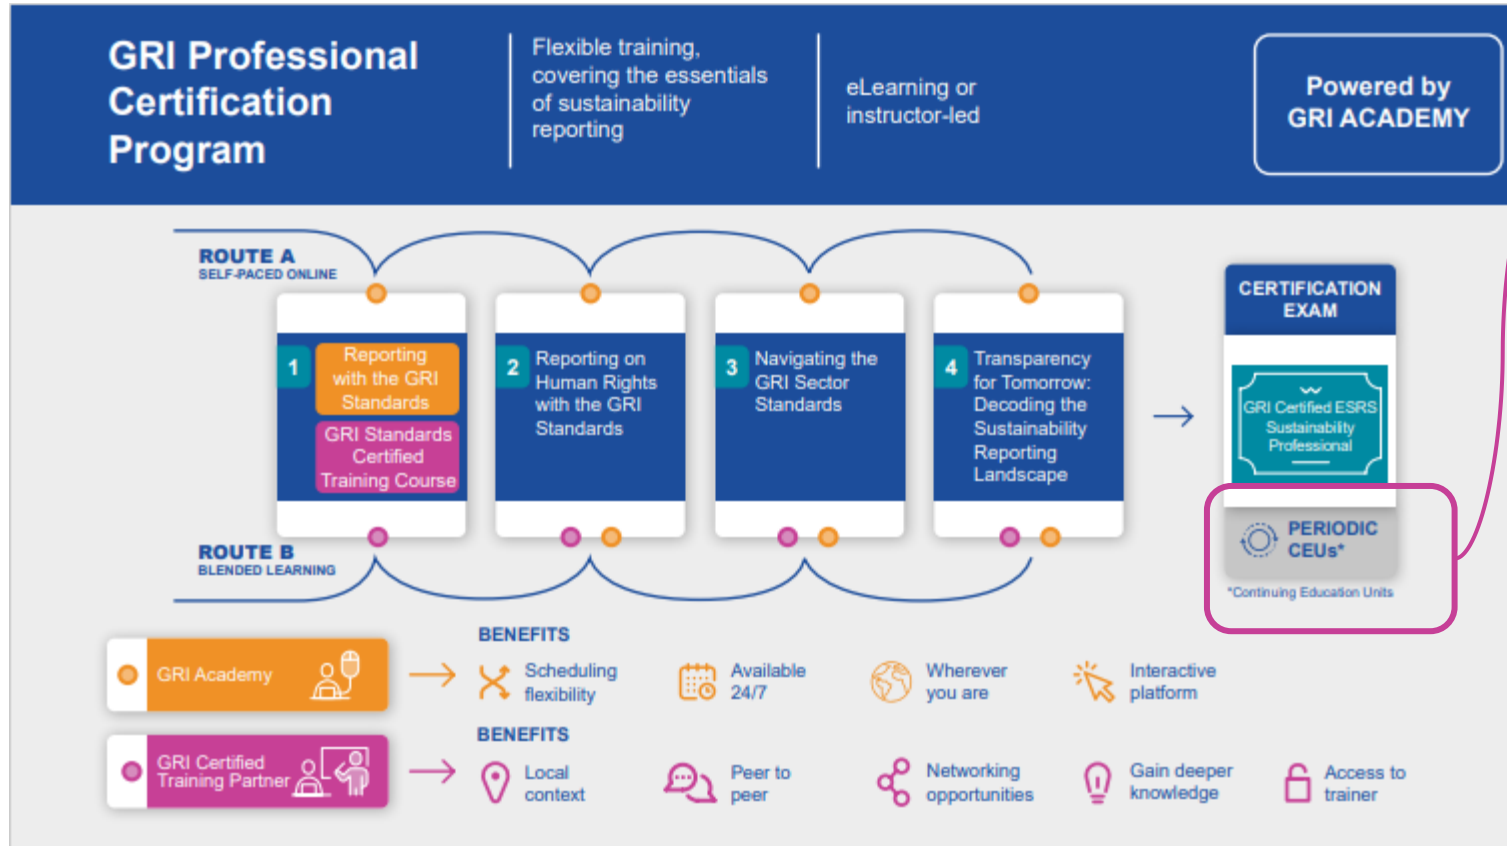 GRI Professional
Certification
Program
Flexible training,
covering the essentials
of sustainability
reporting
eLearning or
instructor-led
Powered by
GRI ACADEMY
ROUTE A
SELF-PACED ONLINE
1
Reporting
with the GRI
Standards
GRI Standards
Certified
Training Course
2
Reporting on
Human Rights
with the GRI
Standards
3
Navigating the
GRI Sector
Standards
4
Transparency
for Tomorrow:
Decoding the
Sustainability
Reporting
Landscape
CERTIFICATION
EXAM
GRI Certified ESRS
Sustainability
Professional
PERIODIC
CEUs*
*Continuing Education Units
ROUTE B
BLENDED LEARNING
GRI Academy
BENEFITS
Scheduling
flexibility
Available
24/7
Wherever
you are
Interactive
platform
GRI Certified
Training Partner
BENEFITS
Local
context
Peer to
peer
Networking
opportunities
Gain deeper
knowledge
Access to
trainer